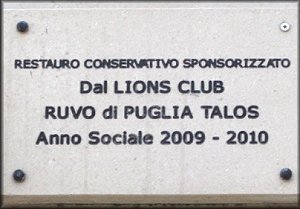 RESTAURO CONSERVATIVO SPONSORIZZATO
Dal LIONS CLUB
RUVO di PUGLIA TALOS
Anno Sociale 2009 - 2010